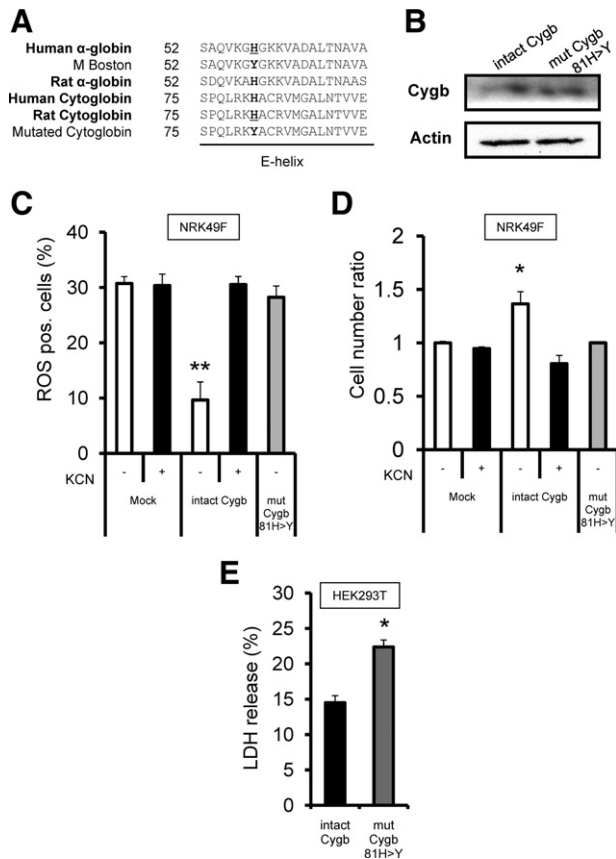 A
Human α-globin 52 SAQVKGHGKKVADALTNAVA
M Boston 52 SAQVKGYGKKVADALTNAVA
Rat α-globin 52 SDQVKAHGKKVADALTNAAS
Human Cytoglobin 75 SPQLRKHACRVMGALNTVVE
Rat Cytoglobin 75 SPQLRKHACRVMGALNTVVE
Mutated Cytoglobin 75 SPQLRKYACRVMGALNTVVE
E-helix
B
intact Cygb
mut Cygb
81H>Y
Cygb
Actin
C
NRK49F
ROS pos. cells (%)
40
30
20
10
0
KCN - + - + -
Mock
intact Cygb
mut
Cygb
81H>Y
D
NRK49F
Cell number ratio
2
1.5
1
0.5
0
*
**
KCN - + - + -
Mock
intact Cygb
mut
Cygb
81H>Y
E
HEK293T
LDH release (%)
30
25
20
15
10
5
0
*
intact
Cygb
mut
Cygb
81H>Y